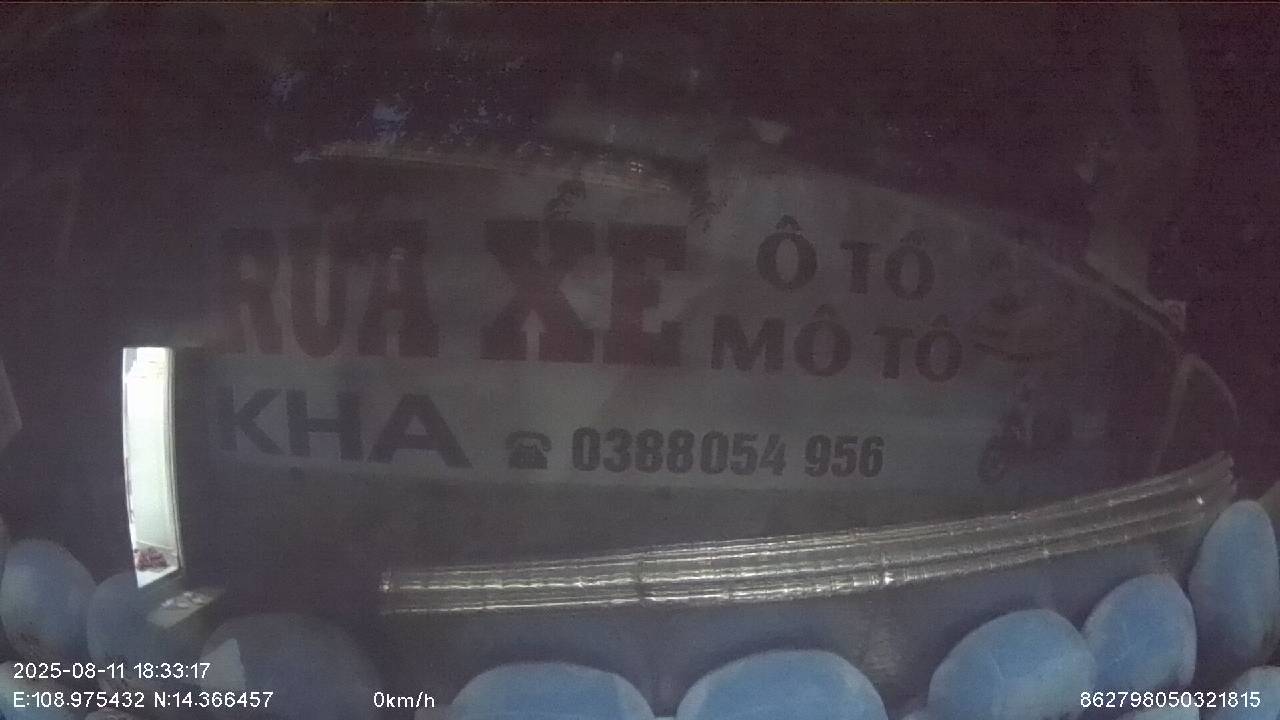 RỬA XE
Ô TÔ
MÔ TÔ
KHA ☎ 0388054 956
2025-08-11 18:33:17
E:108.975432 N:14.366457
0km/h
862798050321815